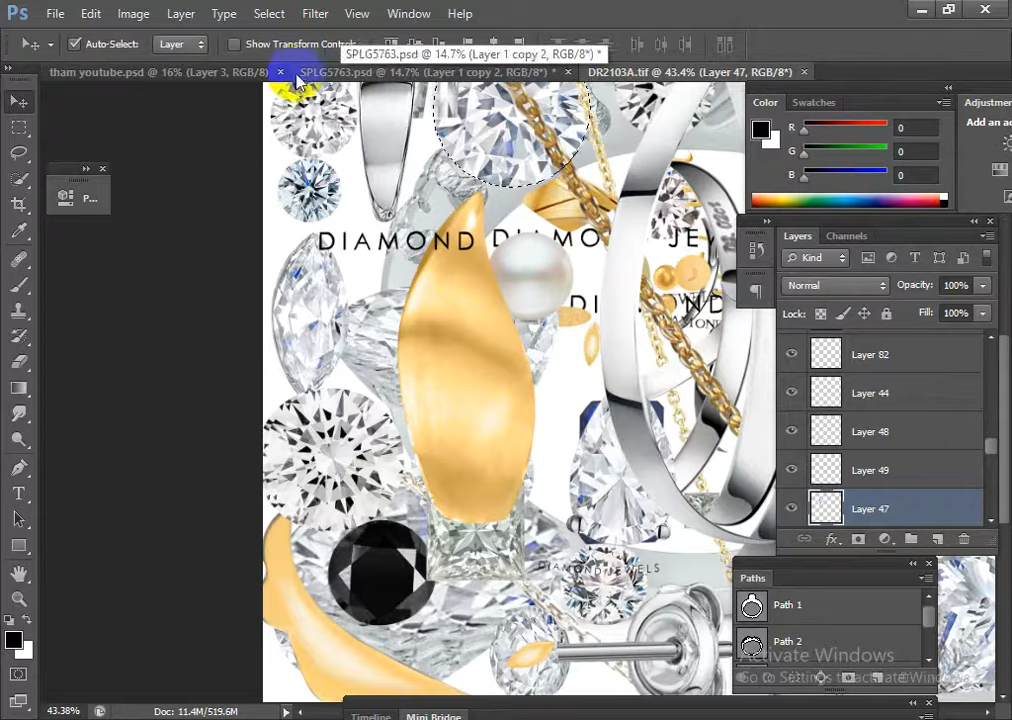 Ps File Edit Image Layer Type Select Filter View Window Help
Auto-Select: Layer Show Transform Controls
SPLG5763.psd @ 14.7% (Layer 1 copy 2, RGB/8*) *
tham youtube.psd @ 16% (Layer 3, RGB/8) × SPLG5763.psd @ 14.7% (Layer 1 copy 2, RGB/8*) * × DR2103A.tif @ 43.4% (Layer 47, RGB/8*) ×
Color Swatches
Adjustmen
Add an a
R 0
G 0
B 0
P...
Layers Channels
Kind
Normal Opacity: 100%
Lock: Fill: 100%
Layer 82
Layer 44
Layer 48
Layer 49
Layer 47
fx
Paths
Path 1
Path 2
DIAMOND
DIAMOND JE
DIAMOND
DIAMOND JEWELS
Activate Windows
Go to Settings to activate Windows.
43.38% Doc: 11.4M/519.6M
Timeline Mini Bridge